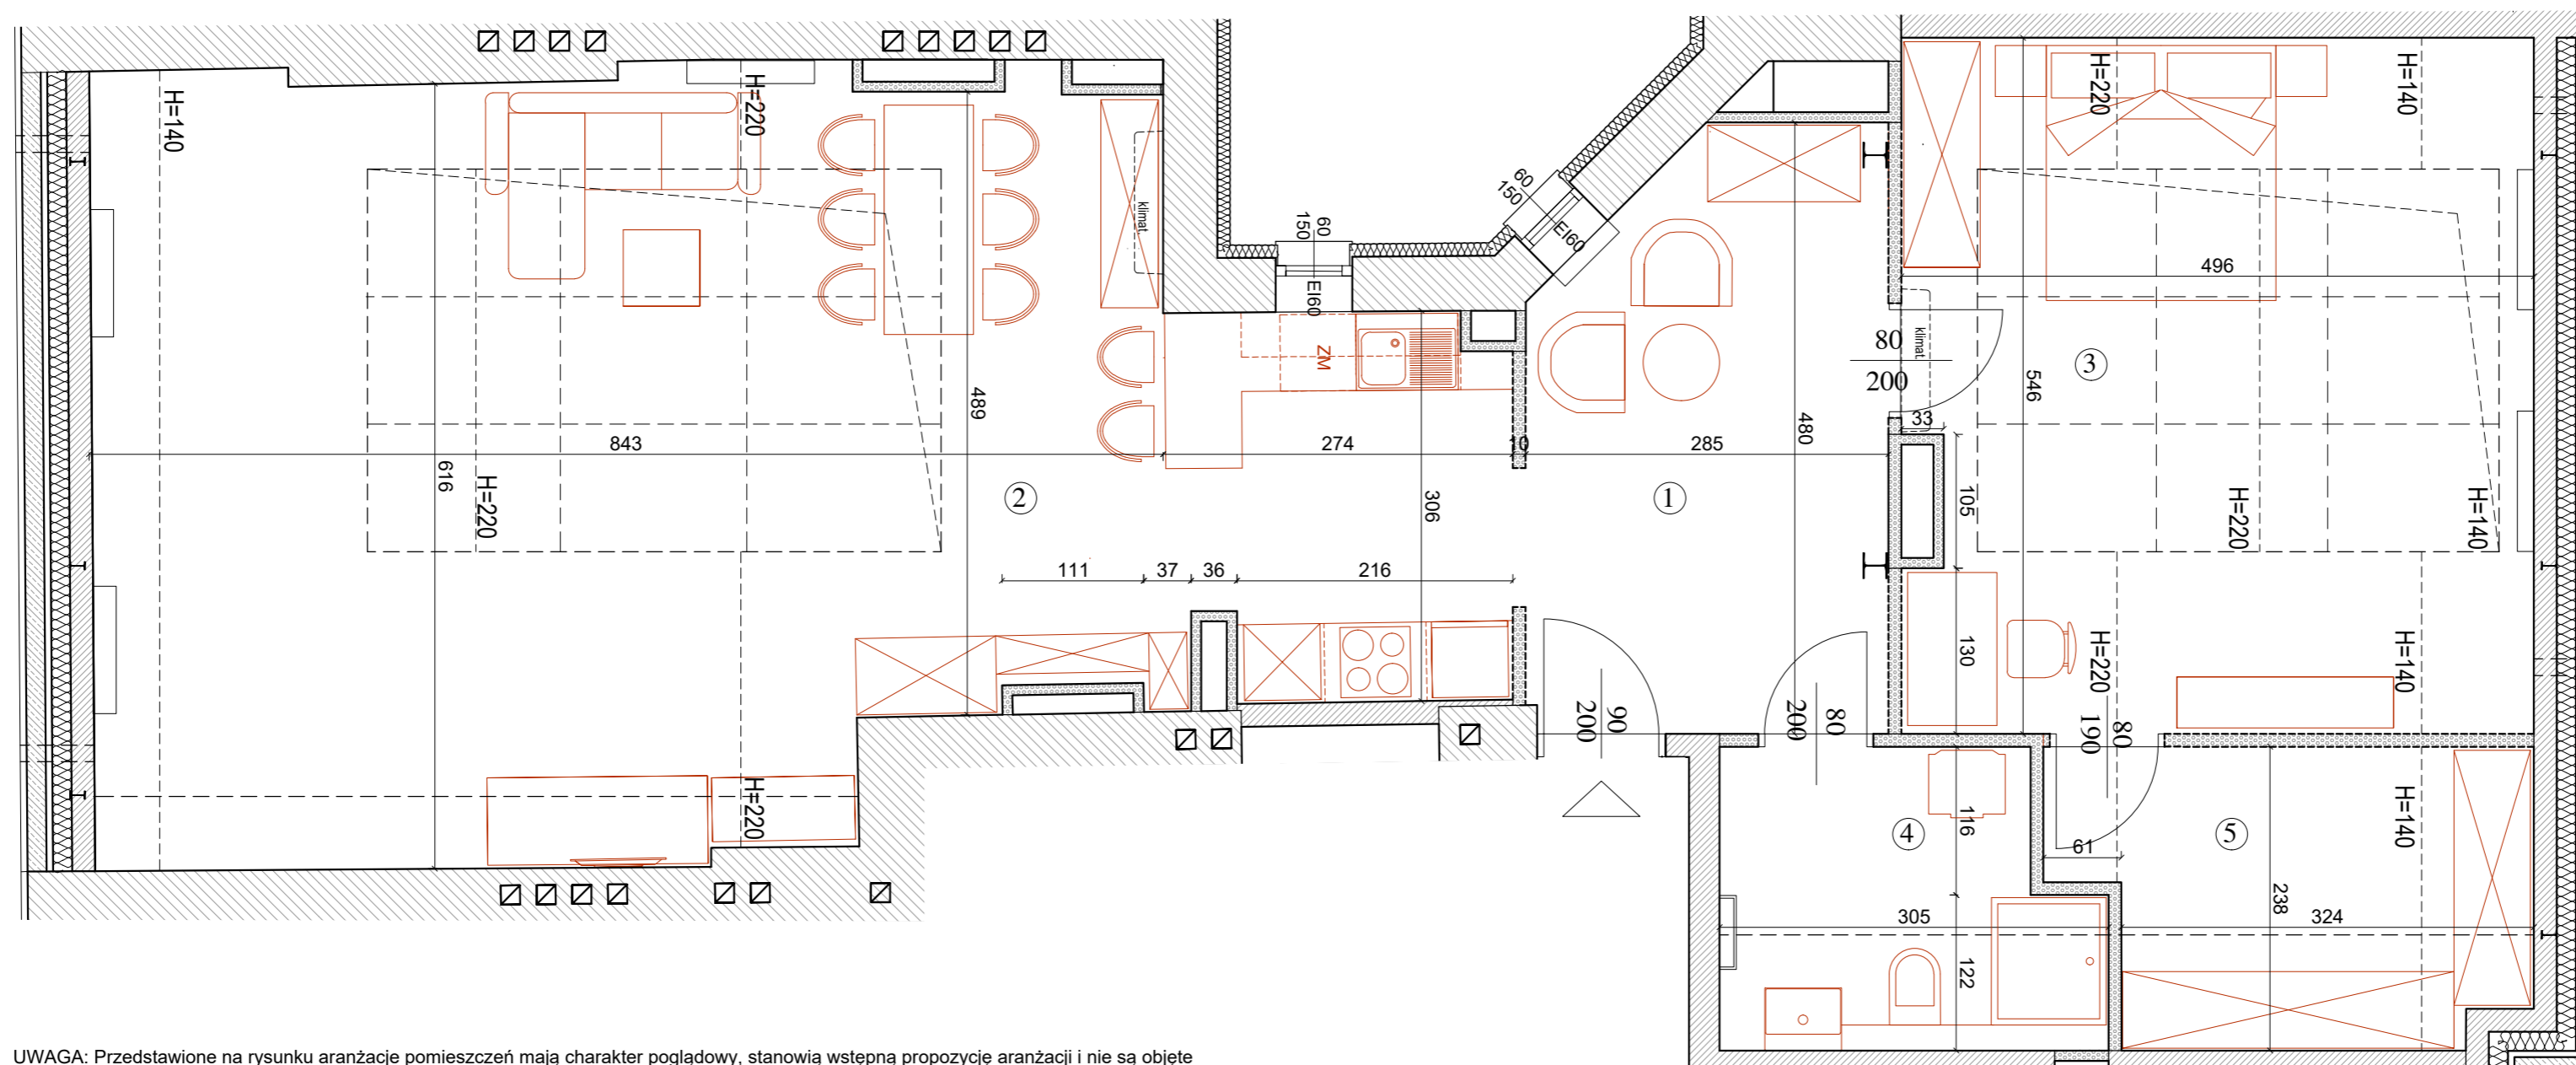 H=140
H=220
H=220
H=140
klimat.
60
150
EI60
60
150
EI60
496
ZM
80
200
klimat.
3
546
489
843
616
H=220
2
274
10
306
285
480
1
33
105
H=220
H=140
111
37
36
216
130
H=220
H=140
90
200
80
200
80
190
H=220
H=140
4
116
61
5
305
238
324
122
UWAGA: Przedstawione na rysunku aranżacje pomieszczeń mają charakter poglądowy, stanowią wstępną propozycję aranżacji i nie są objęte